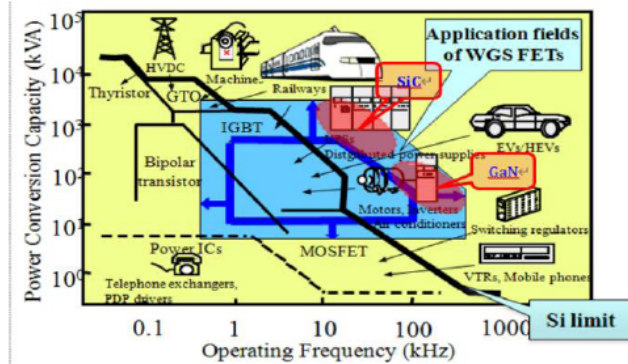 10⁵
10⁴
10³
10²
10¹
10⁰
Power Conversion Capacity (kVA)
HVDC
Thyristor
GTO
Machine
Railways
Application fields
of WGS FETs
SiC
IGBT
UPSs
Distributed power supplies
EVs/HEVs
GaN
Bipolar
transistor
Motors, Inverters
Air conditioners
Switching regulators
Power ICs
MOSFET
Telephone exchangers,
PDP drivers
VTRs, Mobile phones
Si limit
0.1 1 10 100 1000
Operating Frequency (kHz)